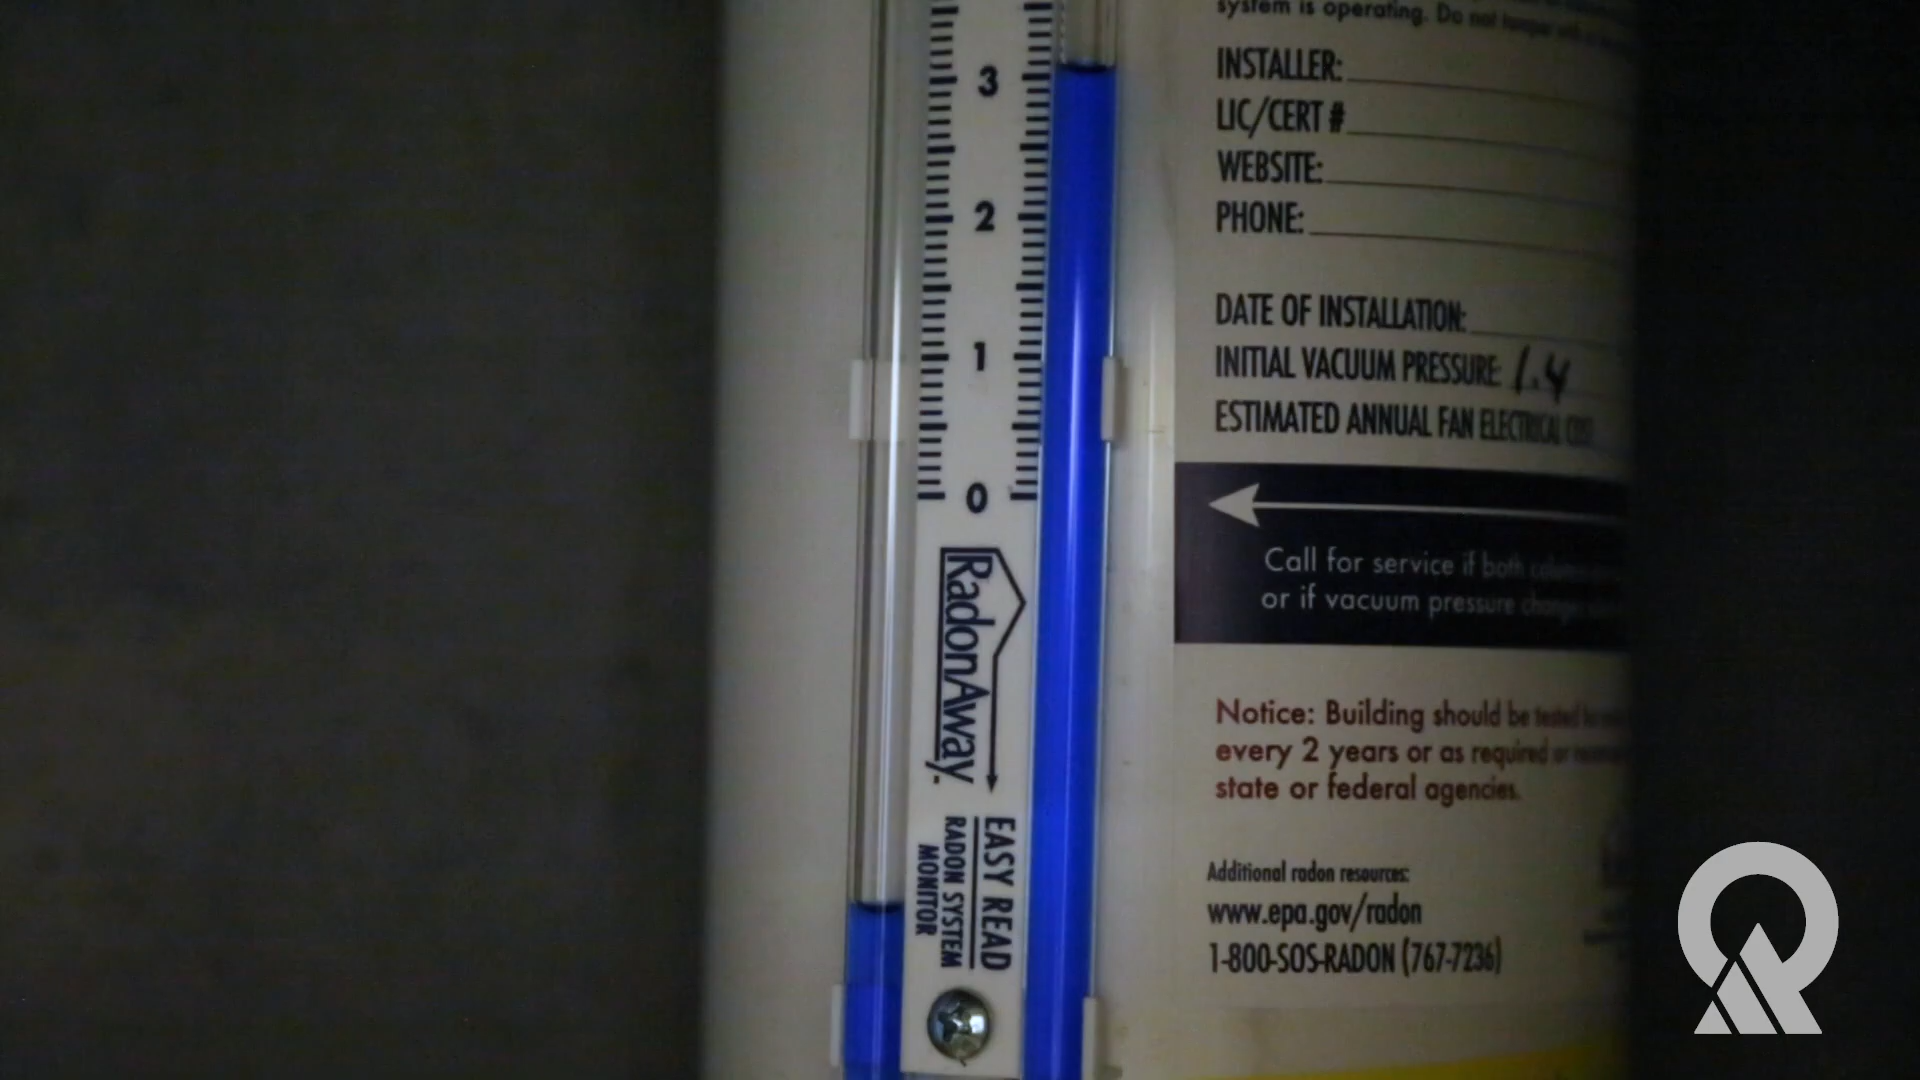 3
2
1
0
RadonAway
EASY READ
RADON SYSTEM
MONITOR
system is operating. Do not
INSTALLER:
LIC/CERT #
WEBSITE:
PHONE:
DATE OF INSTALLATION:
INITIAL VACUUM PRESSURE: 1.4
ESTIMATED ANNUAL FAN ELECTRICAL COST
Call for service if both
or if vacuum pressure
Notice: Building should be tested
every 2 years or as required or
state or federal agencies.
Additional radon resources:
www.epa.gov/radon
1-800-SOS-RADON (767-7236)